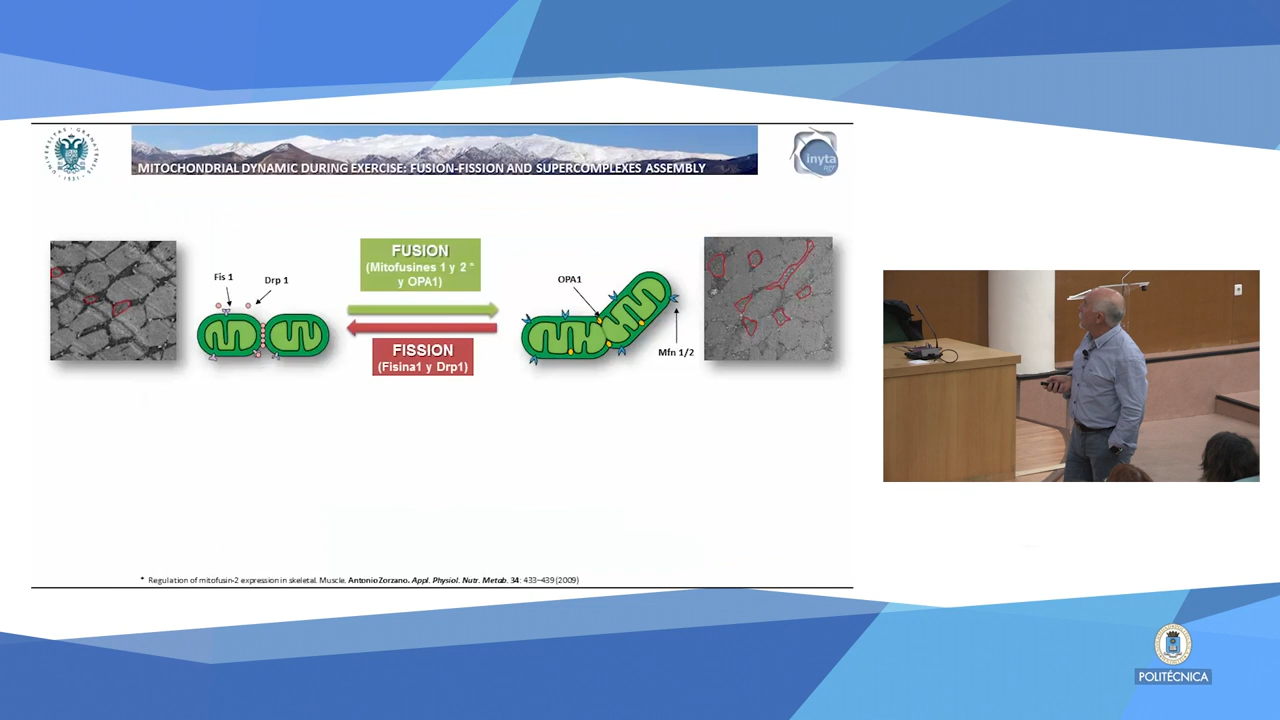 MITOCHONDRIAL DYNAMIC DURING EXERCISE: FUSION-FISSION AND SUPERCOMPLEXES ASSEMBLY
inyta
ugr
FUSION
(Mitofusines 1 y 2 *
y OPA1)
Fis 1
Drp 1
OPA1
Mfn 1/2
FISSION
(Fisina1 y Drp1)
* Regulation of mitofusin-2 expression in skeletal. Muscle. Antonio Zorzano. Appl. Physiol. Nutr. Metab. 34: 433–439 (2009)
POLITÉCNICA